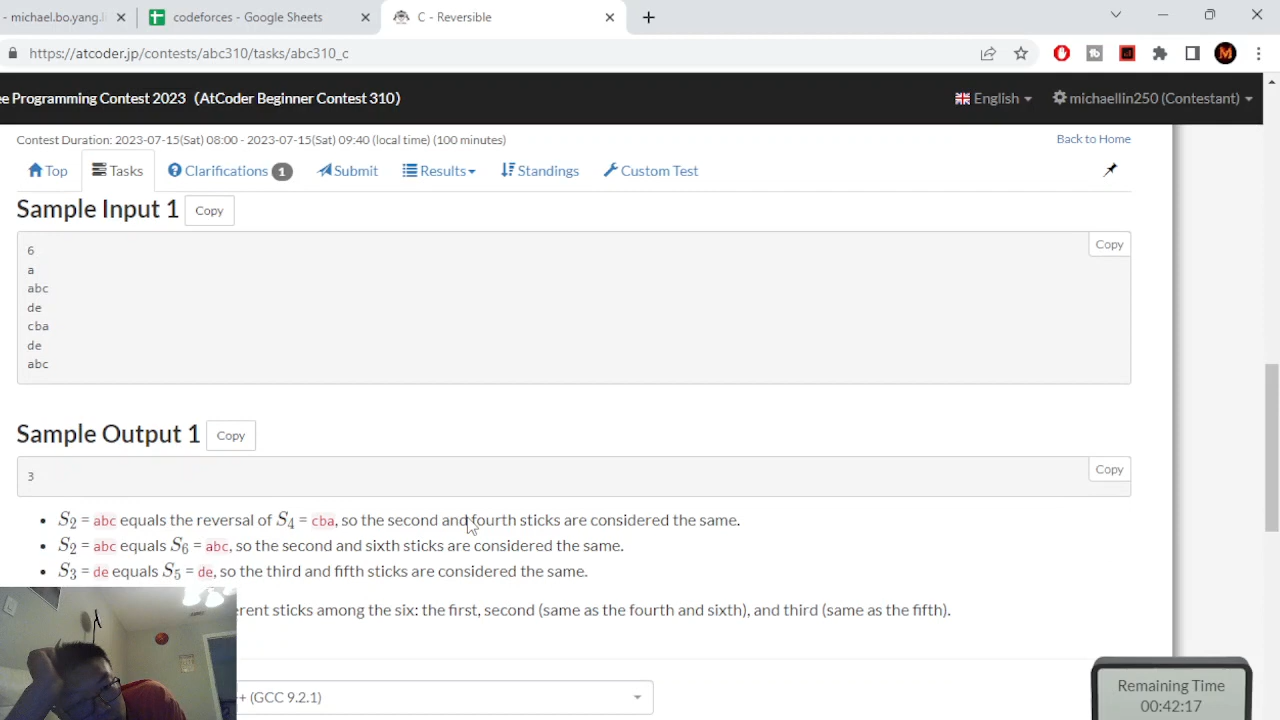 - michael.bo.yang.li
codeforces - Google Sheets
C - Reversible
https://atcoder.jp/contests/abc310/tasks/abc310_c
ee Programming Contest 2023 (AtCoder Beginner Contest 310)
English
michaellin250 (Contestant)
Contest Duration: 2023-07-15(Sat) 08:00 - 2023-07-15(Sat) 09:40 (local time) (100 minutes)
Back to Home
Top
Tasks
Clarifications 1
Submit
Results
Standings
Custom Test
Sample Input 1
Copy
Copy
6
a
abc
de
cba
de
abc
Sample Output 1
Copy
Copy
3
• S2 = abc equals the reversal of S4 = cba, so the second and fourth sticks are considered the same.
• S2 = abc equals S6 = abc, so the second and sixth sticks are considered the same.
• S3 = de equals S5 = de, so the third and fifth sticks are considered the same.
erent sticks among the six: the first, second (same as the fourth and sixth), and third (same as the fifth).
+ (GCC 9.2.1)
Remaining Time
00:42:17
M